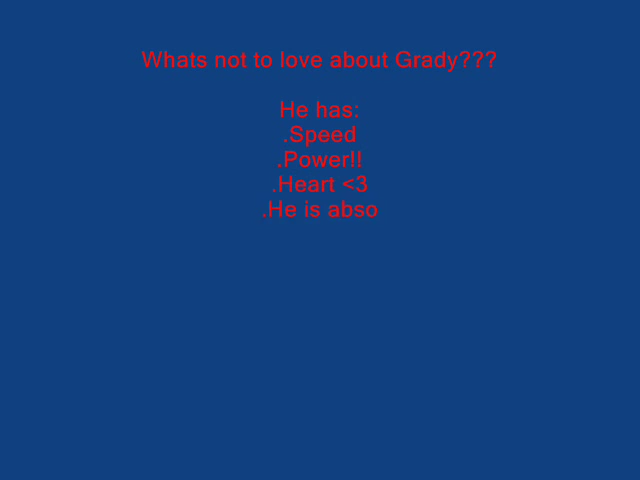 Whats not to love about Grady???
He has:
.Speed
.Power!!
.Heart <3
.He is abso